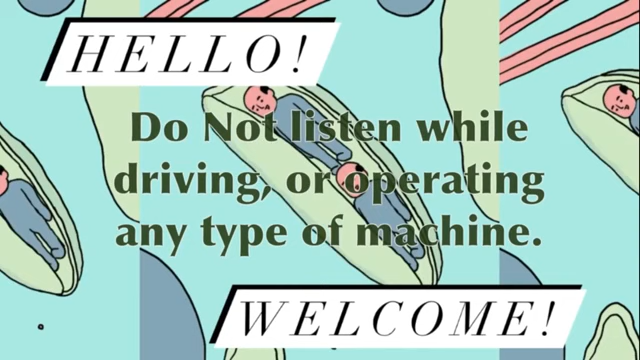 HELLO!
Do Not listen while
driving, or operating
any type of machine.
WELCOME!